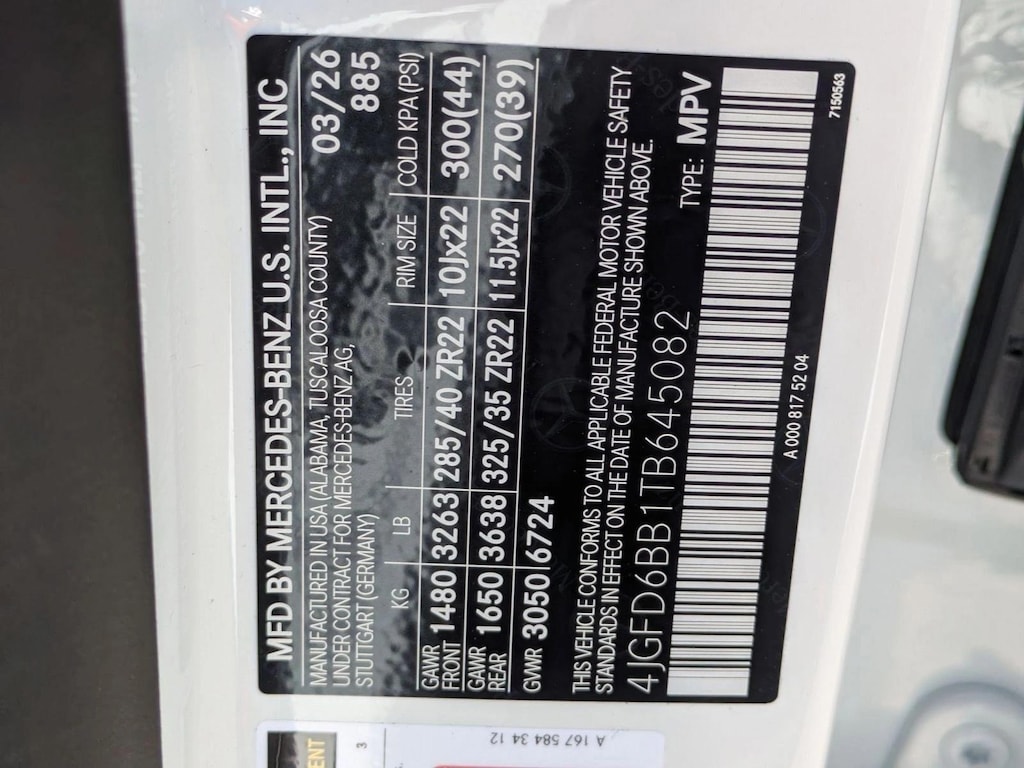 MFD BY MERCEDES-BENZ U.S. INTL., INC
MANUFACTURED IN USA (ALABAMA, TUSCALOOSA COUNTY) 03/26
UNDER CONTRACT FOR MERCEDES-BENZ AG, 885
STUTTGART (GERMANY)
KG LB TIRES RIM SIZE COLD KPA (PSI)
GAWR FRONT 1480 3263 285/40 ZR22 10Jx22 300(44)
GAWR REAR 1650 3638 325/35 ZR22 11.5Jx22 270(39)
GVWR 3050 6724
THIS VEHICLE CONFORMS TO ALL APPLICABLE FEDERAL MOTOR VEHICLE SAFETY
STANDARDS IN EFFECT ON THE DATE OF MANUFACTURE SHOWN ABOVE.
4JGFD6BB1TB645082 TYPE: MPV
A 000 817 52 04 7150563
ENT
3
A 167 584 34 12